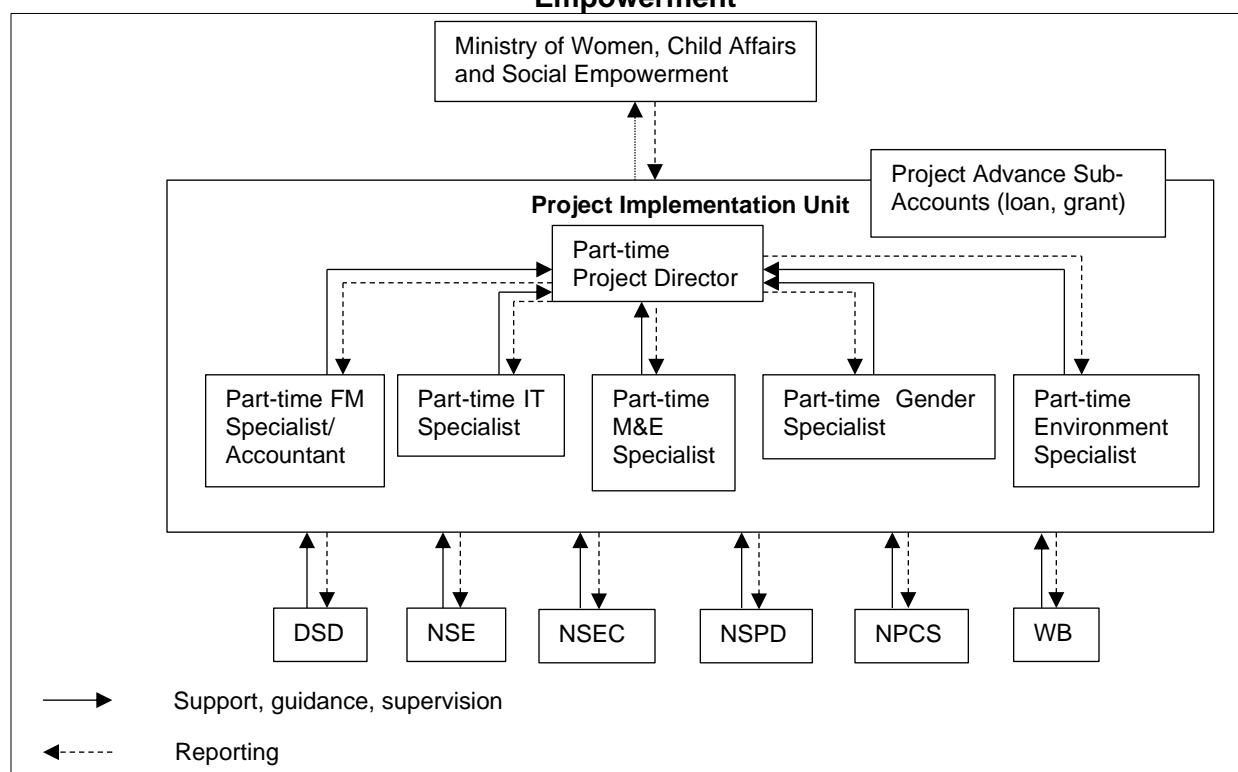 Empowerment
Ministry of Women, Child Affairs
and Social Empowerment
Project Advance Sub-
Accounts (loan, grant)
Project Implementation Unit
Part-time
Project Director
Part-time FM
Specialist/
Accountant
Part-time IT
Specialist
Part-time
M&E
Specialist
Part-time Gender
Specialist
Part-time
Environment
Specialist
DSD
NSE
NSEC
NSPD
NPCS
WB
Support, guidance, supervision
Reporting